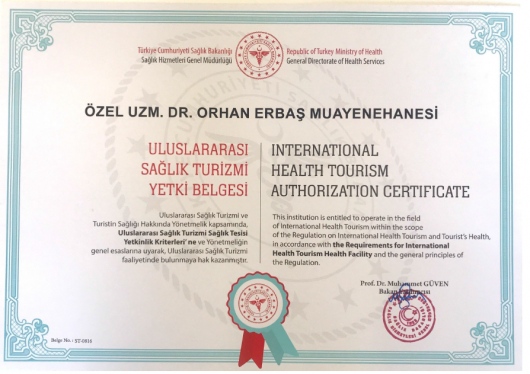 Türkiye Cumhuriyeti Sağlık Bakanlığı
Sağlık Hizmetleri Genel Müdürlüğü
Republic of Turkey Ministry of Health
General Directorate of Health Services
ÖZEL UZM. DR. ORHAN ERBAŞ MUAYENEHANESİ
ULUSLARARASI
SAĞLIK TURİZMİ
YETKİ BELGESİ
INTERNATIONAL
HEALTH TOURISM
AUTHORIZATION CERTIFICATE
Uluslararası Sağlık Turizmi ve
Turistin Sağlığı Hakkında Yönetmelik kapsamında,
Uluslararası Sağlık Turizmi Sağlık Tesisi
Yetkinlik Kriterleri' ne ve Yönetmeliğin
genel esaslarına uyarak, Uluslararası Sağlık Turizmi
faaliyetinde bulunmaya hak kazanmıştır.
This institution is entitled to operate in the field
of International Health Tourism within the scope
of the Regulation on International Health Tourism and Tourist's Health,
in accordance with the Requirements for International
Health Tourism Health Facility and the general principles of
the Regulation.
Prof. Dr. Muhammet GÜVEN
Bakan Yardımcısı
Belge No :